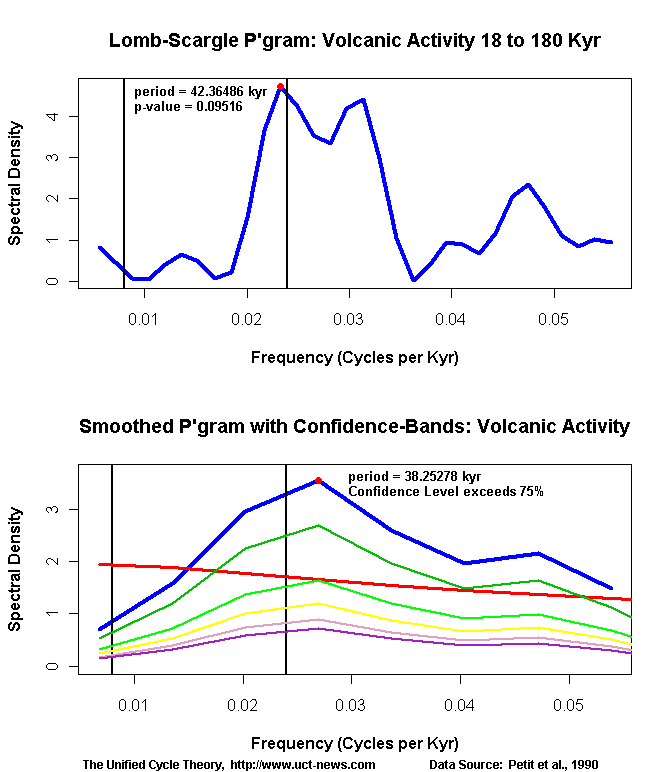 Lomb-Scargle P'gram: Volcanic Activity 18 to 180 Kyr
period = 42.36486 kyr
p-value = 0.09516
Spectral Density
4
3
2
1
0
0.01 0.02 0.03 0.04 0.05
Frequency (Cycles per Kyr)
Smoothed P'gram with Confidence-Bands: Volcanic Activity
period = 38.25278 kyr
Confidence Level exceeds 75%
Spectral Density
3
2
1
0
0.01 0.02 0.03 0.04 0.05
Frequency (Cycles per Kyr)
The Unified Cycle Theory, http://www.uct-news.com Data Source: Petit et al., 1990